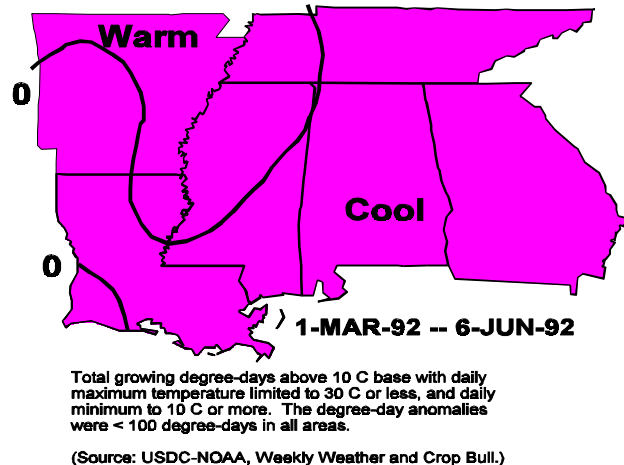 Warm
0
Cool
0
1-MAR-92 -- 6-JUN-92
Total growing degree-days above 10 C base with daily
maximum temperature limited to 30 C or less, and daily
minimum to 10 C or more.  The degree-day anomalies
were < 100 degree-days in all areas.
(Source: USDC-NOAA, Weekly Weather and Crop Bull.)